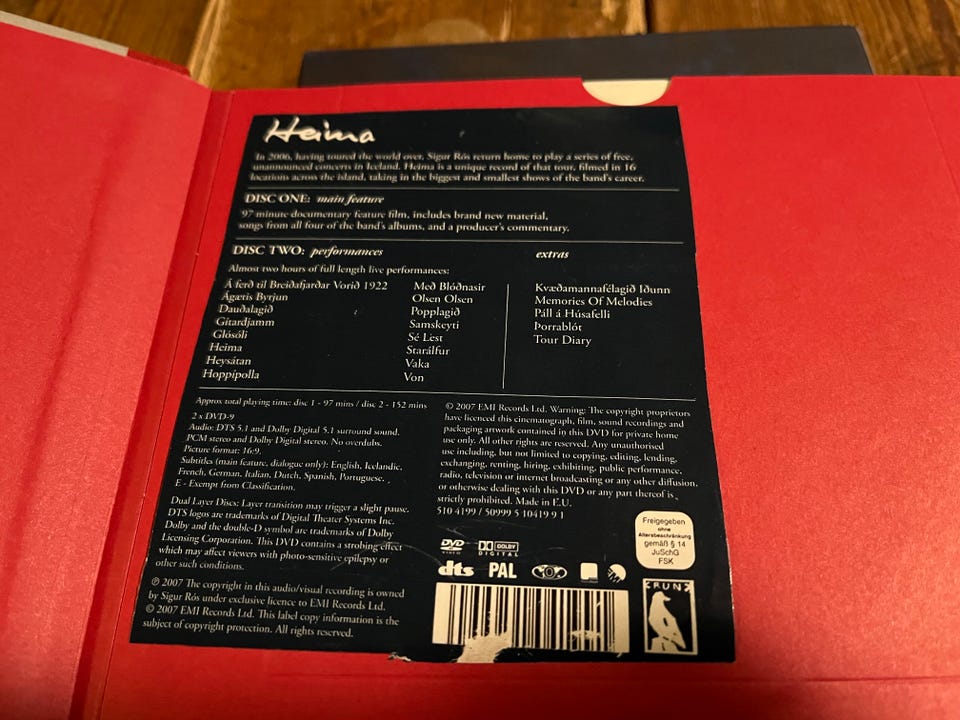 Heima
In 2006, having toured the world over, Sigur Rós return home to play a series of free,
unannounced concerts in Iceland. Heima is a unique record of that tour, filmed in 16
locations across the island, taking in the biggest and smallest shows of the band's career.
DISC ONE: main feature
97 minute documentary feature film, includes brand new material,
songs from all four of the band's albums, and a producer's commentary.
DISC TWO: performances
Almost two hours of full length live performances:
Á ferð til Breiðafjarðar Vorið 1922
Ágætis Byrjun
Dauðalagið
Gítardjamm
Glósóli
Heima
Heysátan
Hoppípolla
Með Blóðnasir
Olsen Olsen
Popplagið
Samskeyti
Sé Lest
Starálfur
Vaka
Von
extras
Kvæðamannafélagið Iðunn
Memories Of Melodies
Páll á Húsafelli
Þorrablót
Tour Diary
Approx total playing time: disc 1 - 97 mins / disc 2 - 152 mins
2 x DVD-9
Audio: DTS 5.1 and Dolby Digital 5.1 surround sound.
PCM stereo and Dolby Digital stereo. No overdubs.
Picture format: 16:9.
Subtitles (main feature, dialogue only): English, Icelandic,
French, German, Italian, Dutch, Spanish, Portuguese.
E - Exempt from Classification.
Dual Layer Discs: Layer transition may trigger a slight pause.
DTS logos are trademarks of Digital Theater Systems Inc.
Dolby and the double-D symbol are trademarks of Dolby
Licensing Corporation. This DVD contains a strobing effect
which may affect viewers with photo-sensitive epilepsy or
other such conditions.
℗ 2007 The copyright in this audio/visual recording is owned
by Sigur Rós under exclusive licence to EMI Records Ltd.
© 2007 EMI Records Ltd. This label copy information is the
subject of copyright protection. All rights reserved.
© 2007 EMI Records Ltd. Warning: The copyright proprietors
have licenced this cinematograph, film, sound recordings and
packaging artwork contained in this DVD for private home
use only. All other rights are reserved. Any unauthorised
use including, but not limited to copying, editing, lending,
exchanging, renting, hiring, exhibiting, public performance,
radio, television or internet broadcasting or any other diffusion.
or otherwise dealing with this DVD or any part thereof is
strictly prohibited. Made in E.U.
510 4199 / 50999 5 10419 9 1
DVD
VIDEO
DOLBY
DIGITAL
dts
PAL
Freigegeben
ohne
Altersbeschränkung
gemäß § 14
JuSchG
FSK
KRUNK